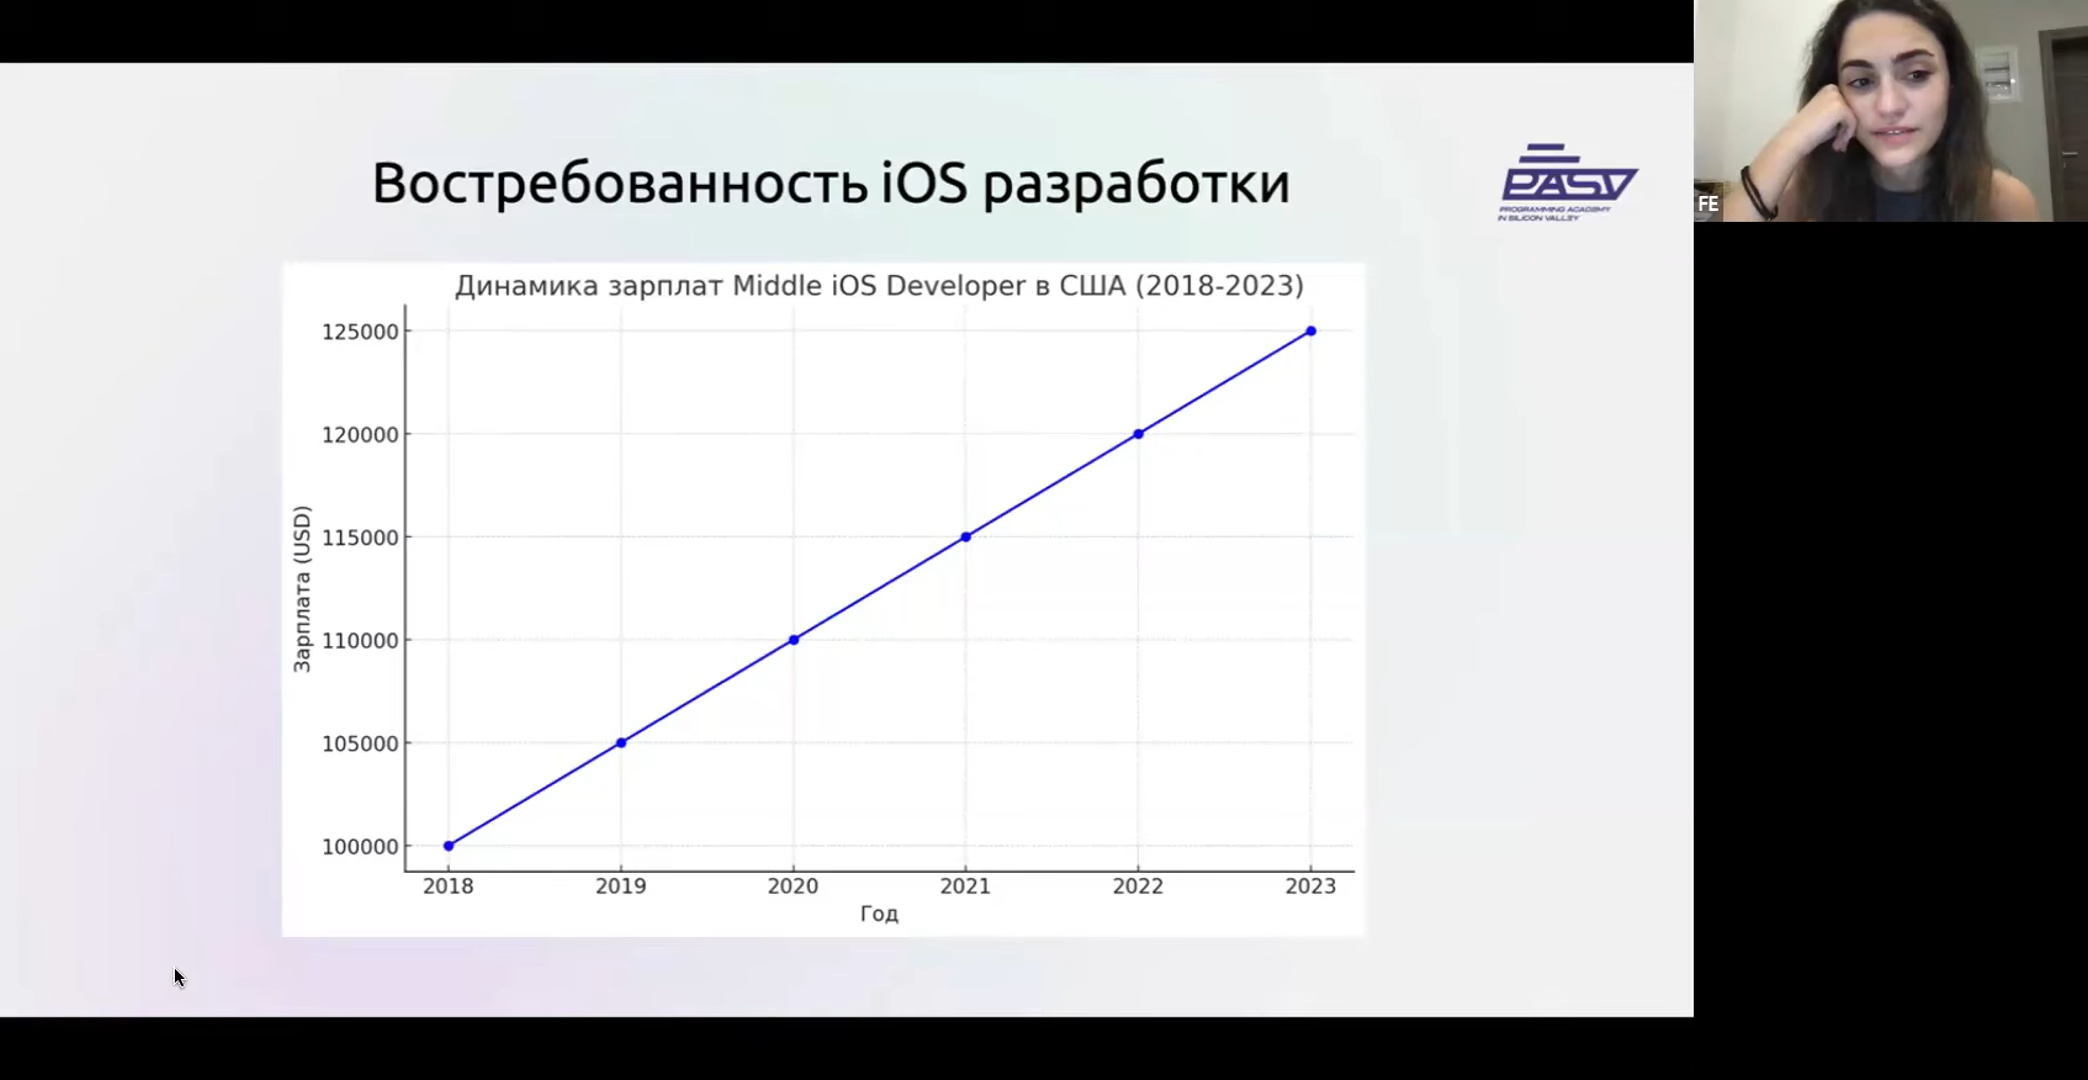 Востребованность iOS разработки
PASV
PROGRAMMING ACADEMY
IN SILICON VALLEY
FE
Динамика зарплат Middle iOS Developer в США (2018-2023)
Зарплата (USD)
125000
120000
115000
110000
105000
100000
2018 2019 2020 2021 2022 2023
Год